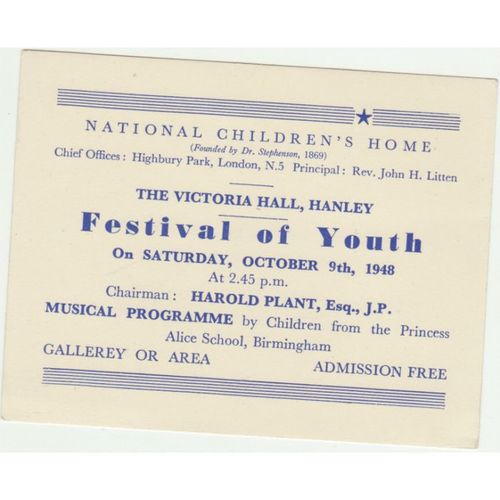 NATIONAL CHILDREN'S HOME
(Founded by Dr. Stephenson, 1869)
Chief Offices: Highbury Park, London, N.5 Principal: Rev. John H. Litten
THE VICTORIA HALL, HANLEY
Festival of Youth
On SATURDAY, OCTOBER 9th, 1948
At 2.45 p.m.
Chairman: HAROLD PLANT, Esq., J.P.
MUSICAL PROGRAMME by Children from the Princess
Alice School, Birmingham
GALLEREY OR AREA ADMISSION FREE